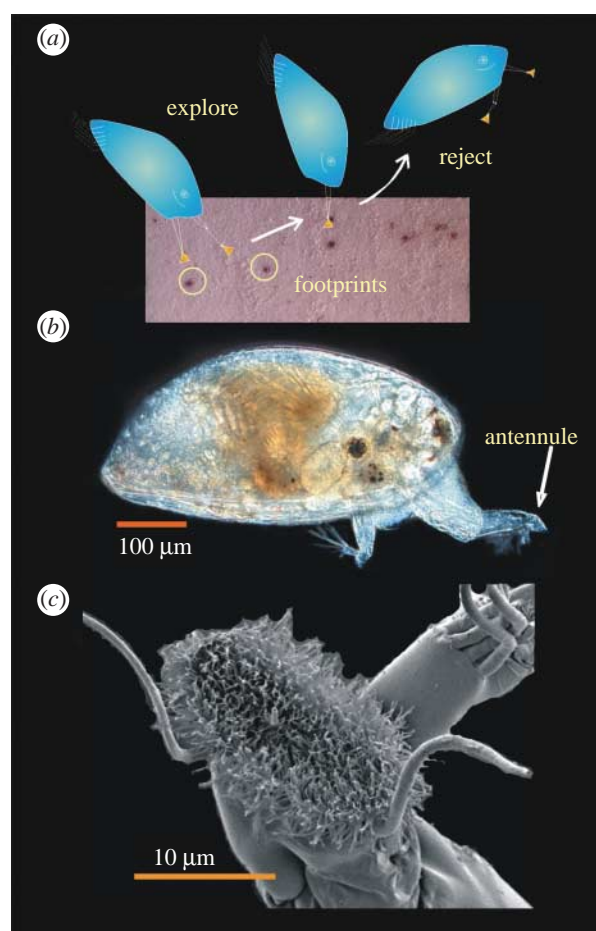 (a)
explore
reject
footprints
(b)
antennule
100 µm
(c)
10 µm